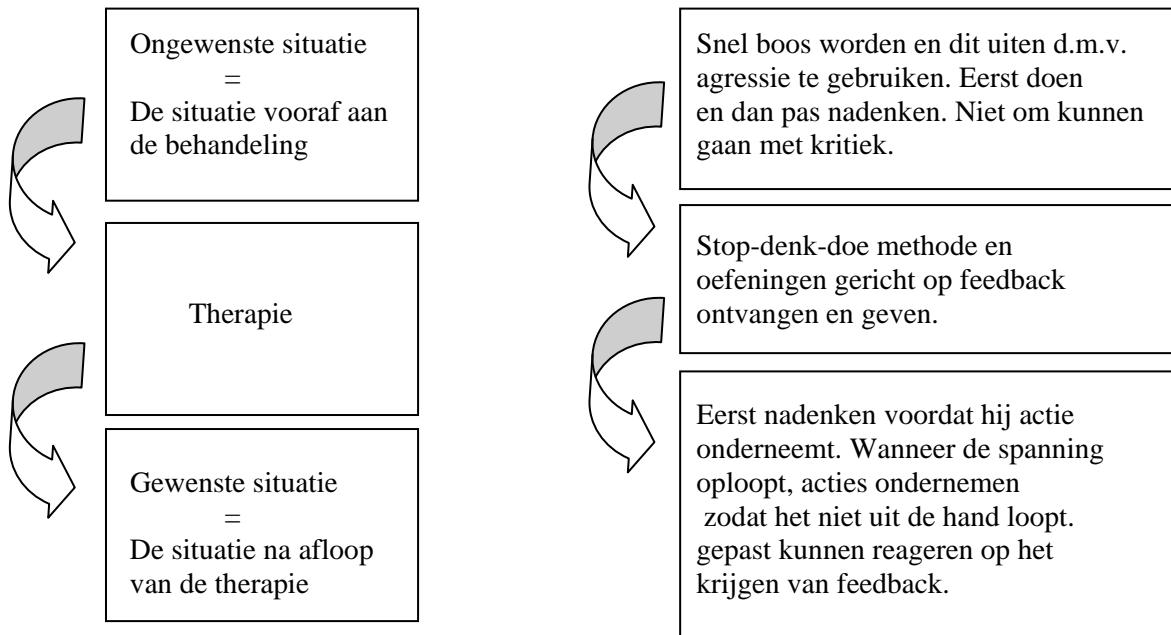 Ongewenste situatie
=
De situatie vooraf aan
de behandeling
Therapie
Gewenste situatie
=
De situatie na afloop
van de therapie
Snel boos worden en dit uiten d.m.v.
agressie te gebruiken. Eerst doen
en dan pas nadenken. Niet om kunnen
gaan met kritiek.
Stop-denk-doe methode en
oefeningen gericht op feedback
ontvangen en geven.
Eerst nadenken voordat hij actie
onderneemt. Wanneer de spanning
oploopt, acties ondernemen
zodat het niet uit de hand loopt.
gepast kunnen reageren op het
krijgen van feedback.